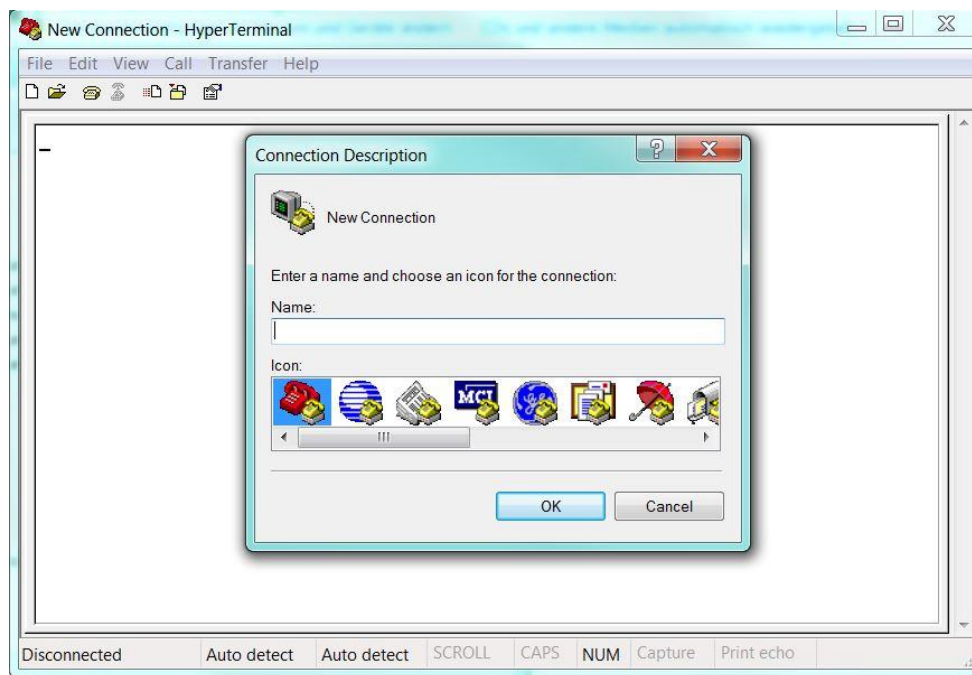 New Connection - HyperTerminal
File Edit View Call Transfer Help
Connection Description
New Connection
Enter a name and choose an icon for the connection:
Name:
Icon:
MCI
OK Cancel
Disconnected Auto detect Auto detect SCROLL CAPS NUM Capture Print echo